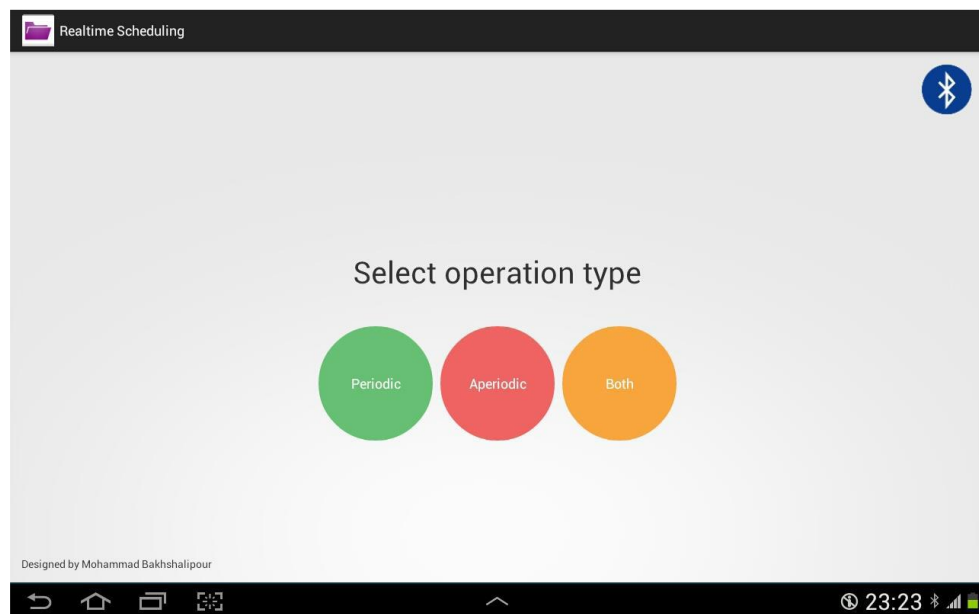 Realtime Scheduling
Select operation type
Periodic Aperiodic Both
Designed by Mohammad Bakhshalipour
23:23